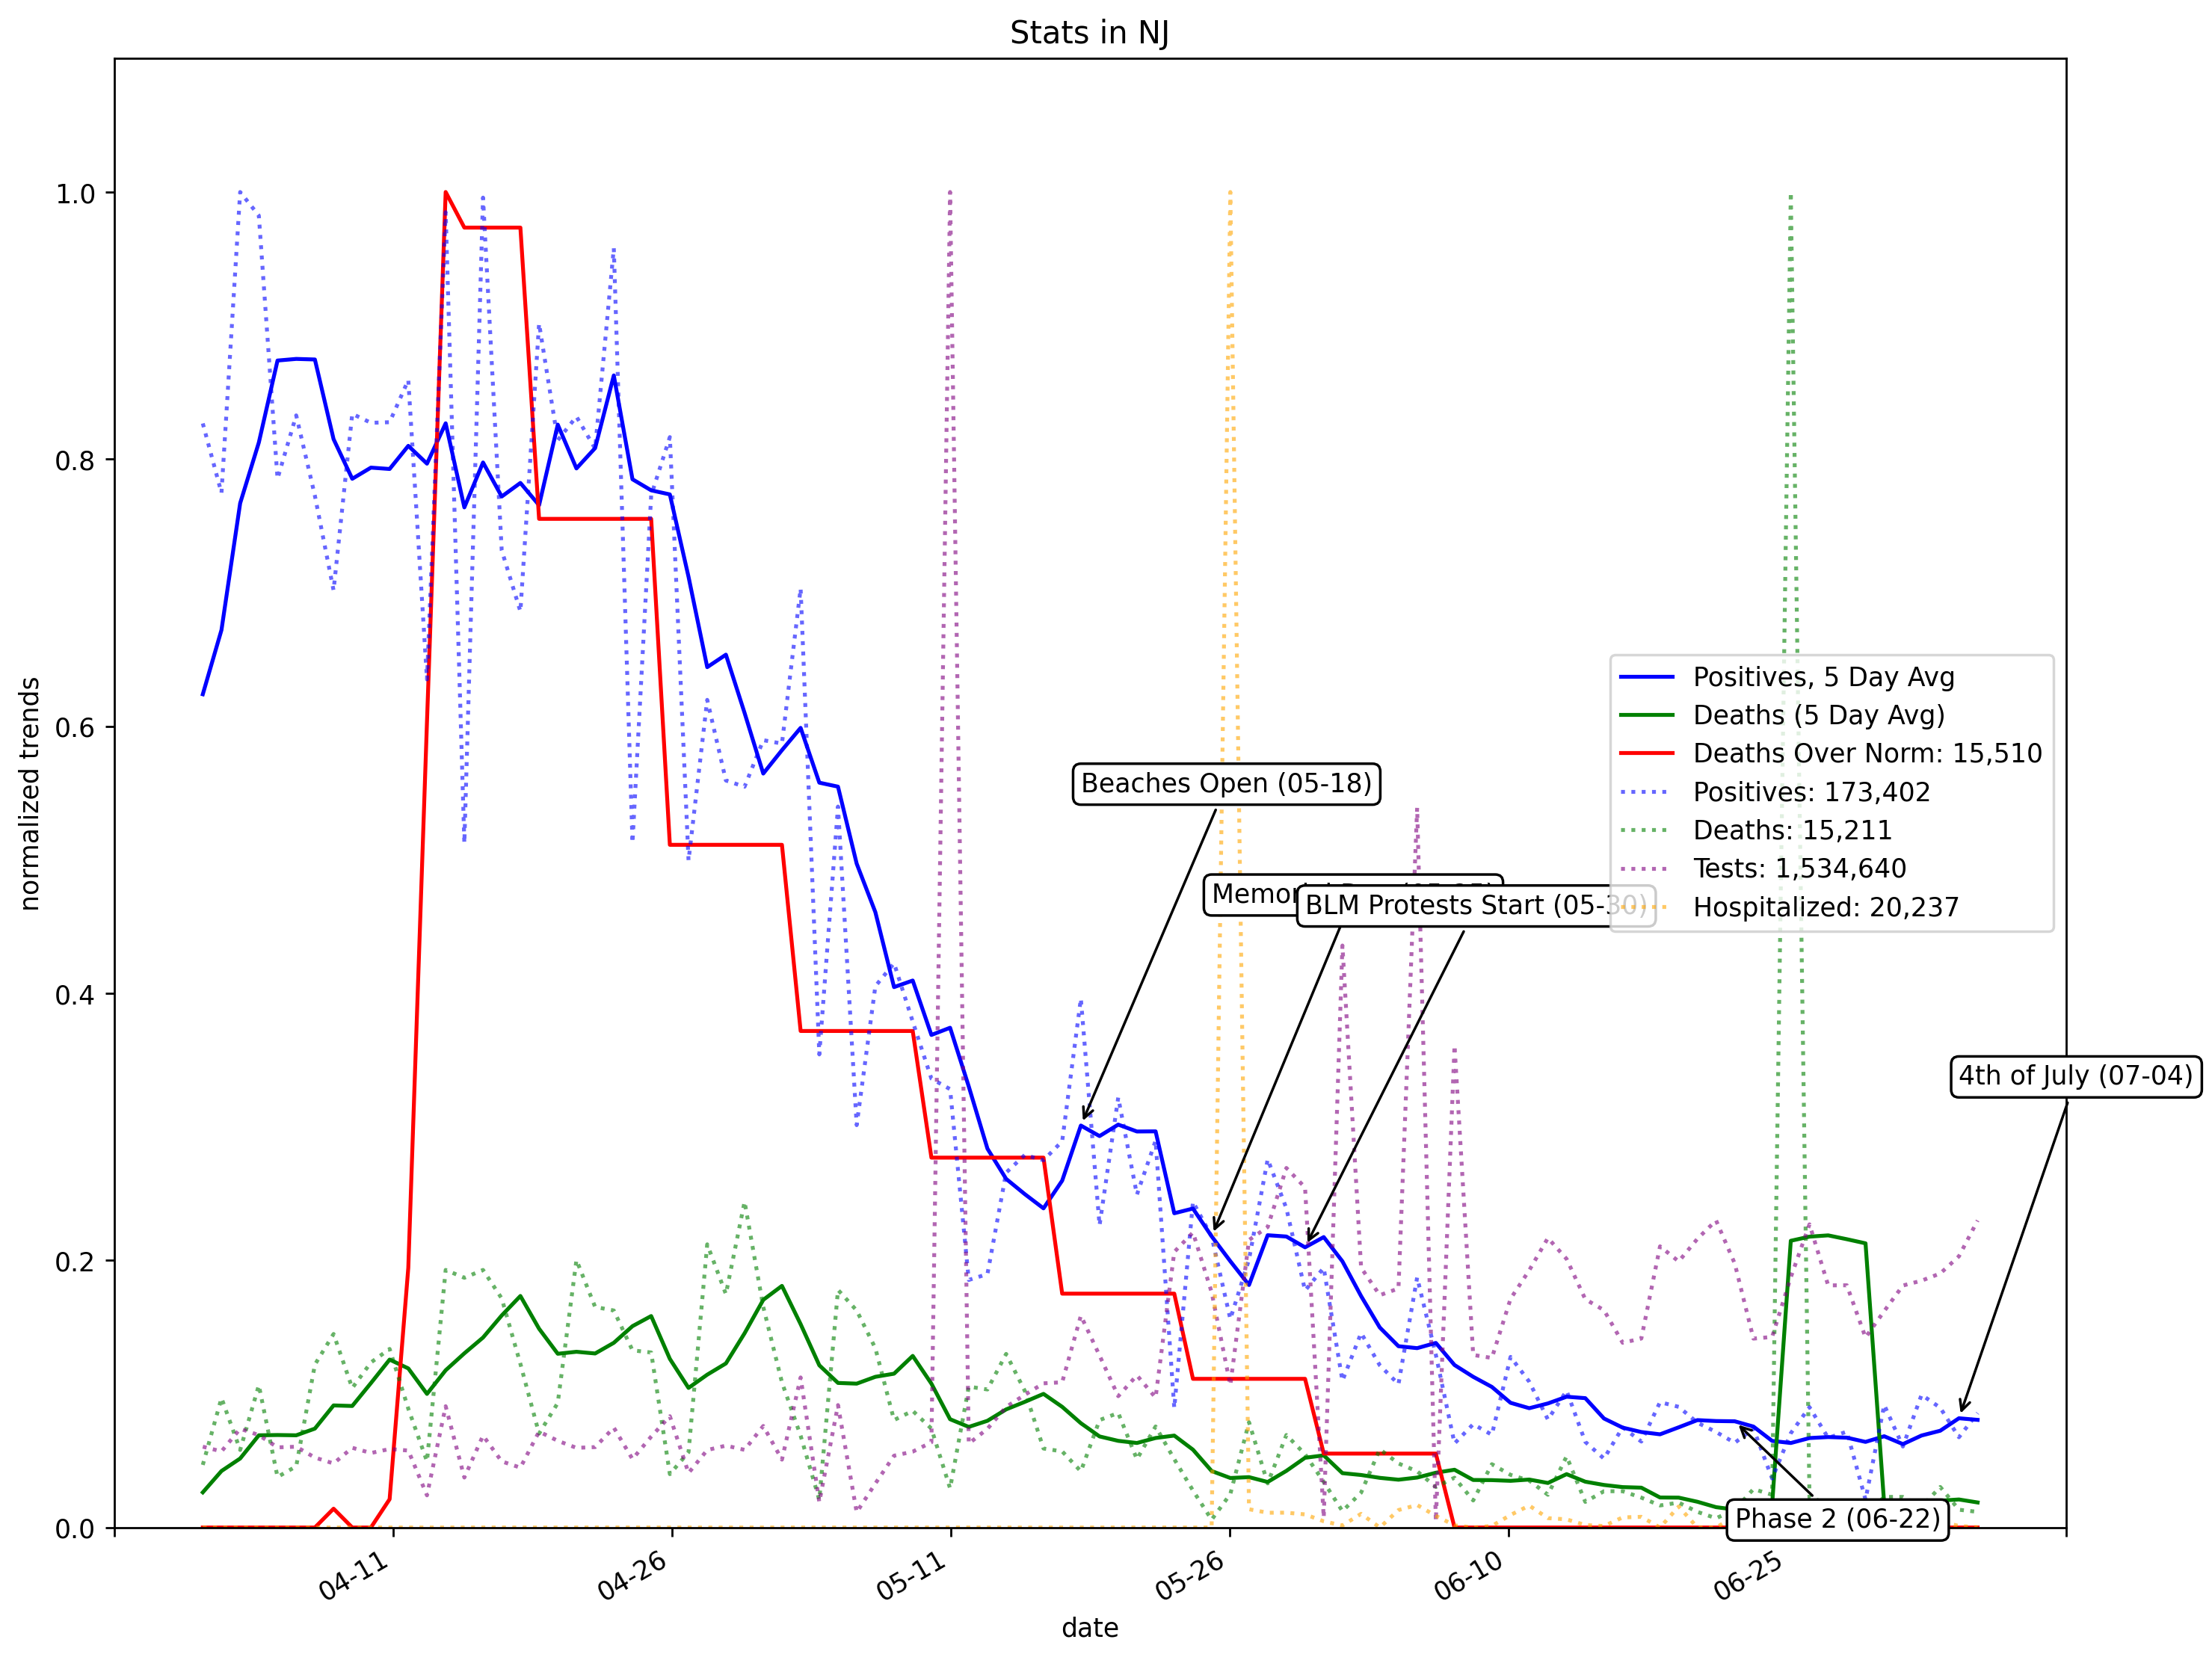 Stats in NJ
normalized trends
1.0
0.8
0.6
0.4
0.2
0.0
Positives, 5 Day Avg
Deaths (5 Day Avg)
Deaths Over Norm: 15,510
Positives: 173,402
Deaths: 15,211
Tests: 1,534,640
Hospitalized: 20,237
Beaches Open (05-18)
BLM Protests Start (05-30)
4th of July (07-04)
Phase 2 (06-22)
04-11
04-26
05-11
05-26
06-10
06-25
date